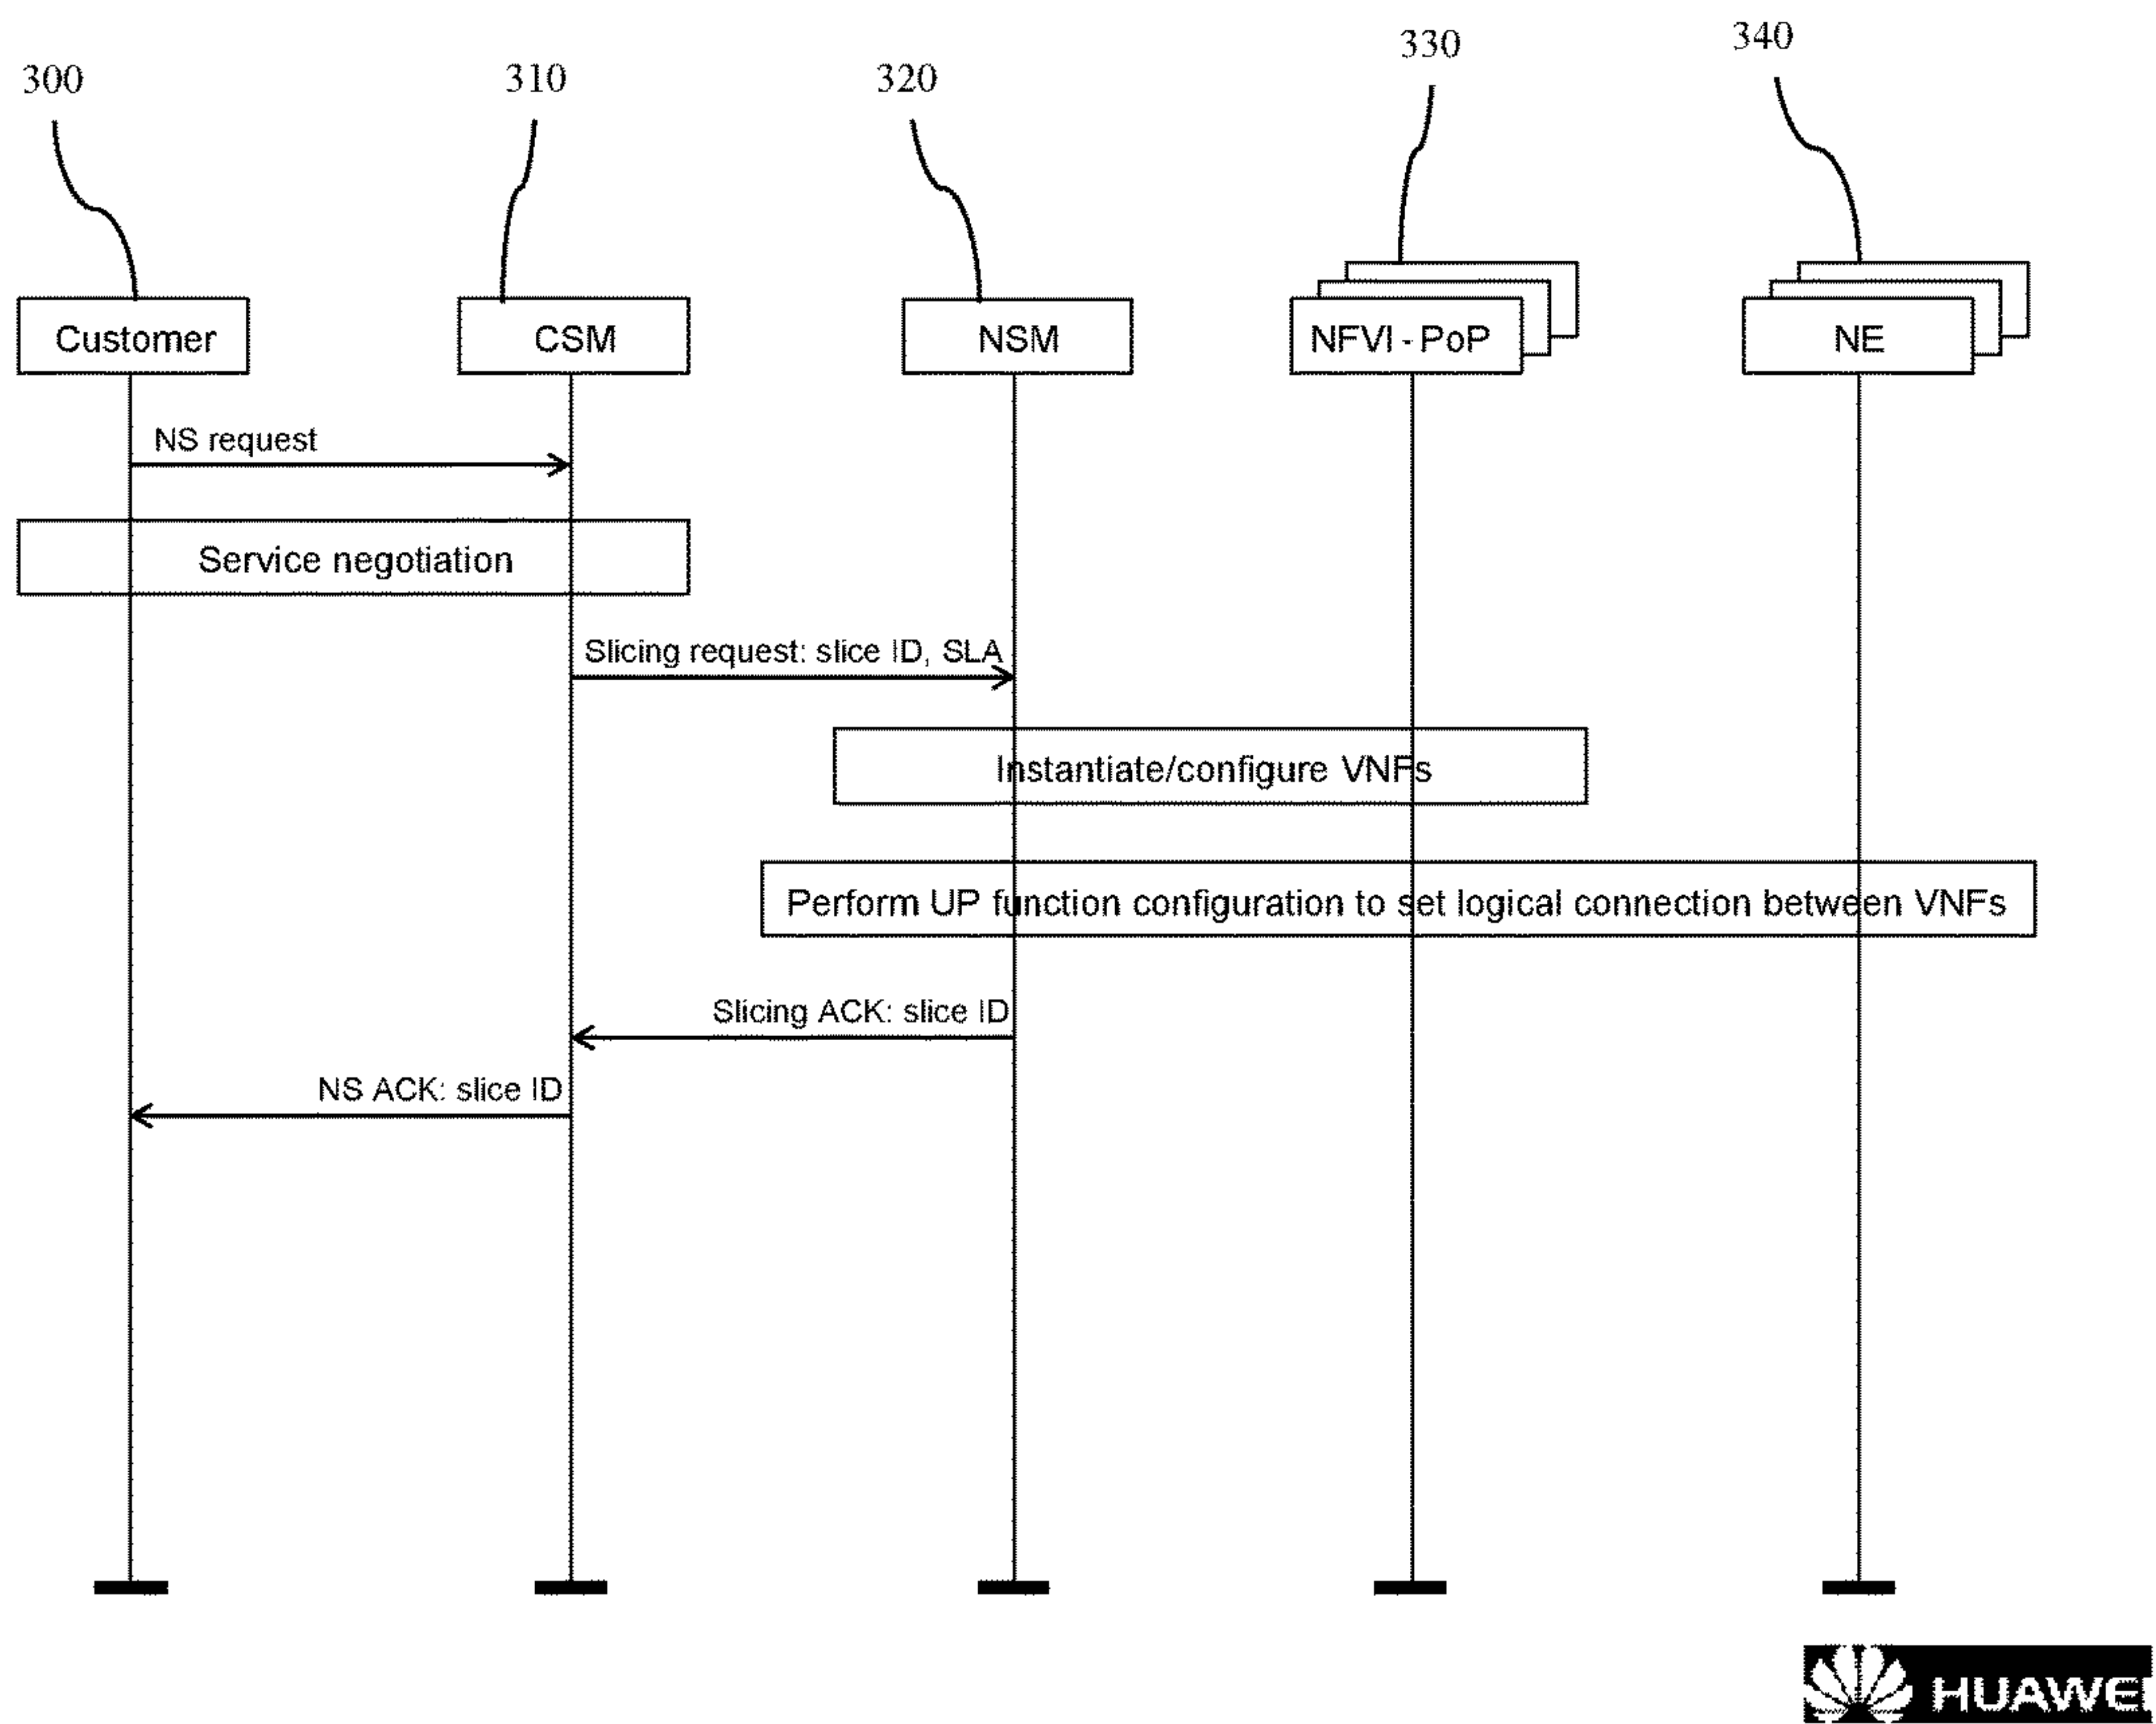 300
310
320
330
340
Customer
CSM
NSM
NFVI - PoP
NE
NS request
Service negotiation
Slicing request: slice ID, SLA
Instantiate/configure VNFs
Perform UP function configuration to set logical connection between VNFs
Slicing ACK: slice ID
NS ACK: slice ID
HUAWEI